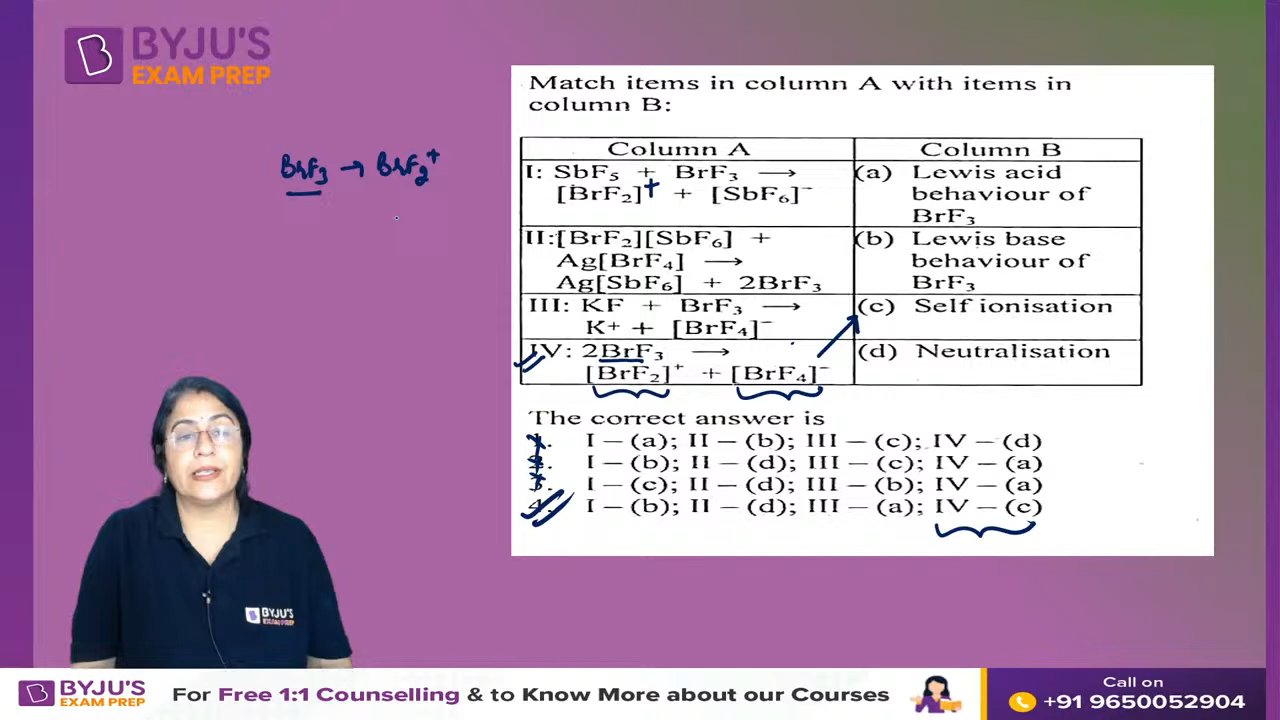 BYJU'S
EXAM PREP
BrF₃ → BrF₂⁺
Match items in column A with items in
column B:
Column A
Column B
I: SbF₅ + BrF₃ ⟶
[BrF₂]⁺ + [SbF₆]⁻
(a) Lewis acid
behaviour of
BrF₃
II:[BrF₂][SbF₆] +
Ag[BrF₄] ⟶
Ag[SbF₆] + 2BrF₃
(b) Lewis base
behaviour of
BrF₃
III: KF + BrF₃ ⟶
K⁺ + [BrF₄]⁻
(c) Self ionisation
IV: 2BrF₃ ⟶
[BrF₂]⁺ + [BrF₄]⁻
(d) Neutralisation
The correct answer is
1. I – (a); II – (b); III – (c); IV – (d)
2. I – (b); II – (d); III – (c); IV – (a)
3. I – (c); II – (d); III – (b); IV – (a)
4. I – (b); II – (d); III – (a); IV – (c)
BYJU'S
EXAM PREP
BYJU'S
EXAM PREP
For Free 1:1 Counselling & to Know More about our Courses
Call on
+91 9650052904